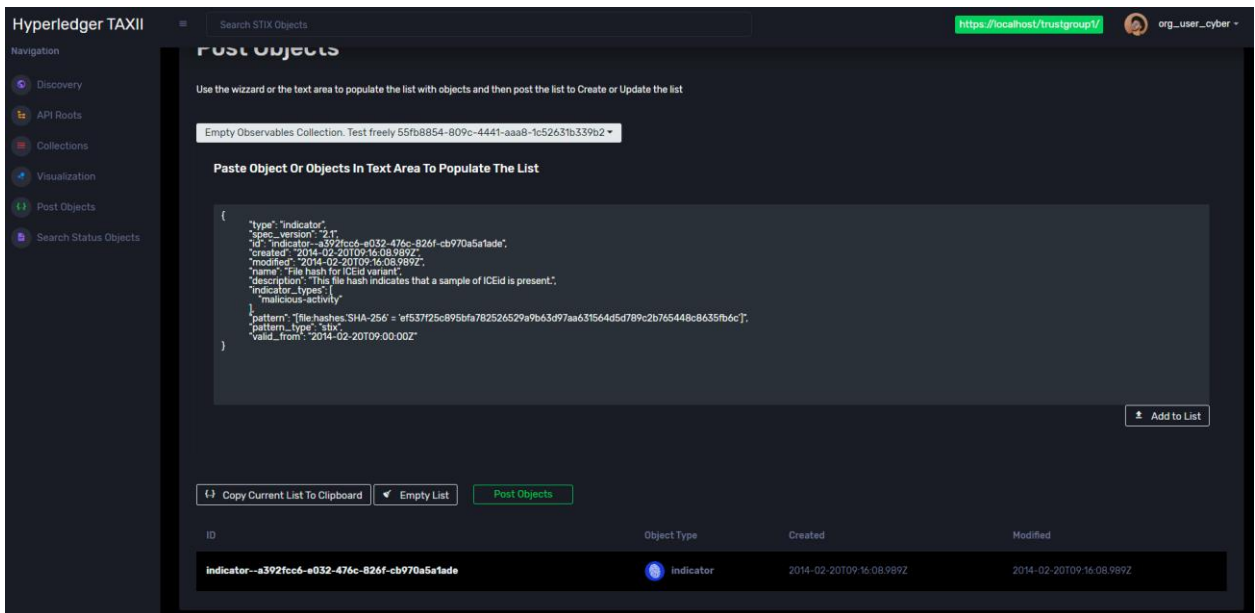 Hyperledger TAXII
Search STIX Objects
https://localhost/trustgroup1/
org_user_cyber
Navigation
Discovery
API Roots
Collections
Visualization
Post Objects
Search Status Objects
Post Objects
Use the wizzard or the text area to populate the list with objects and then post the list to Create or Update the list
Empty Observables Collection. Test freely 55fb8854-809c-4441-aaa8-1c52631b339b2
Paste Object Or Objects In Text Area To Populate The List
{
"type": "indicator",
"spec_version": "2.1",
"id": "indicator--a392fcc6-e032-476c-826f-cb970a5a1ade",
"created": "2014-02-20T09:16:08.989Z",
"modified": "2014-02-20T09:16:08.989Z",
"name": "File hash for ICEid variant",
"description": "This file hash indicates that a sample of ICEid is present.",
"indicator_types": [
"malicious-activity"
],
"pattern": "[file:hashes.'SHA-256' = 'ef537f25c895bfa782526529a9b63d97aa631564d5d789c2b765448c8635fb6c']",
"pattern_type": "stix",
"valid_from": "2014-02-20T09:00:00Z"
}
Add to List
Copy Current List To Clipboard
Empty List
Post Objects
ID Object Type Created Modified
indicator--a392fcc6-e032-476c-826f-cb970a5a1ade indicator 2014-02-20T09:16:08.989Z 2014-02-20T09:16:08.989Z